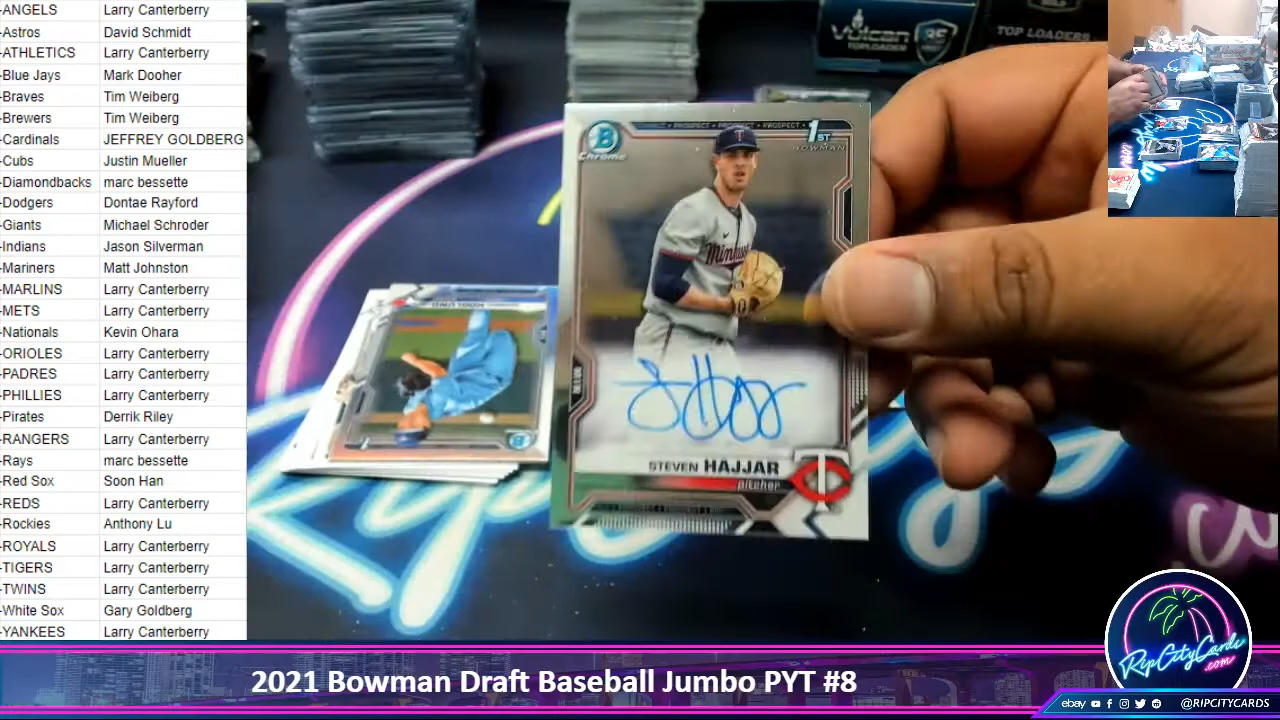 -ANGELS Larry Canterberry
-Astros David Schmidt
-ATHLETICS Larry Canterberry
-Blue Jays Mark Dooher
-Braves Tim Weiberg
-Brewers Tim Weiberg
-Cardinals JEFFREY GOLDBERG
-Cubs Justin Mueller
-Diamondbacks marc bessette
-Dodgers Dontae Rayford
-Giants Michael Schroder
-Indians Jason Silverman
-Mariners Matt Johnston
-MARLINS Larry Canterberry
-METS Larry Canterberry
-Nationals Kevin Ohara
-ORIOLES Larry Canterberry
-PADRES Larry Canterberry
-PHILLIES Larry Canterberry
-Pirates Derrik Riley
-RANGERS Larry Canterberry
-Rays marc bessette
-Red Sox Soon Han
-REDS Larry Canterberry
-Rockies Anthony Lu
-ROYALS Larry Canterberry
-TIGERS Larry Canterberry
-TWINS Larry Canterberry
-White Sox Gary Goldberg
-YANKEES Larry Canterberry
Vulcan
TOPLOADER
35
TOP LOADERS
B
Chrome
PROSPECT • PROSPECT • PROSPECT
1ST
BOWMAN
T
STEVEN HAJJAR
pitcher
TC
RipCityCards
.com
2021 Bowman Draft Baseball Jumbo PYT #8
ebay @RIPCITYCARDS